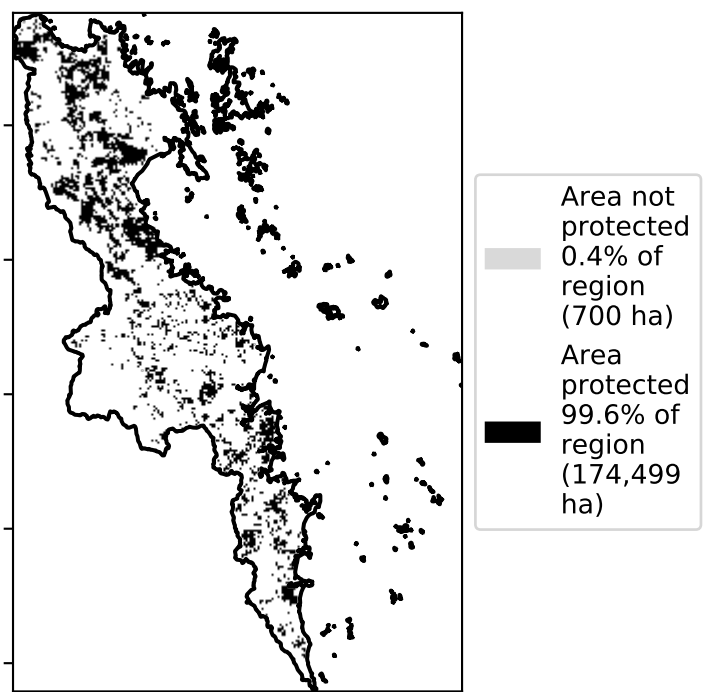 Area not
protected
0.4% of
region
(700 ha)
Area
protected
99.6% of
region
(174,499
ha)